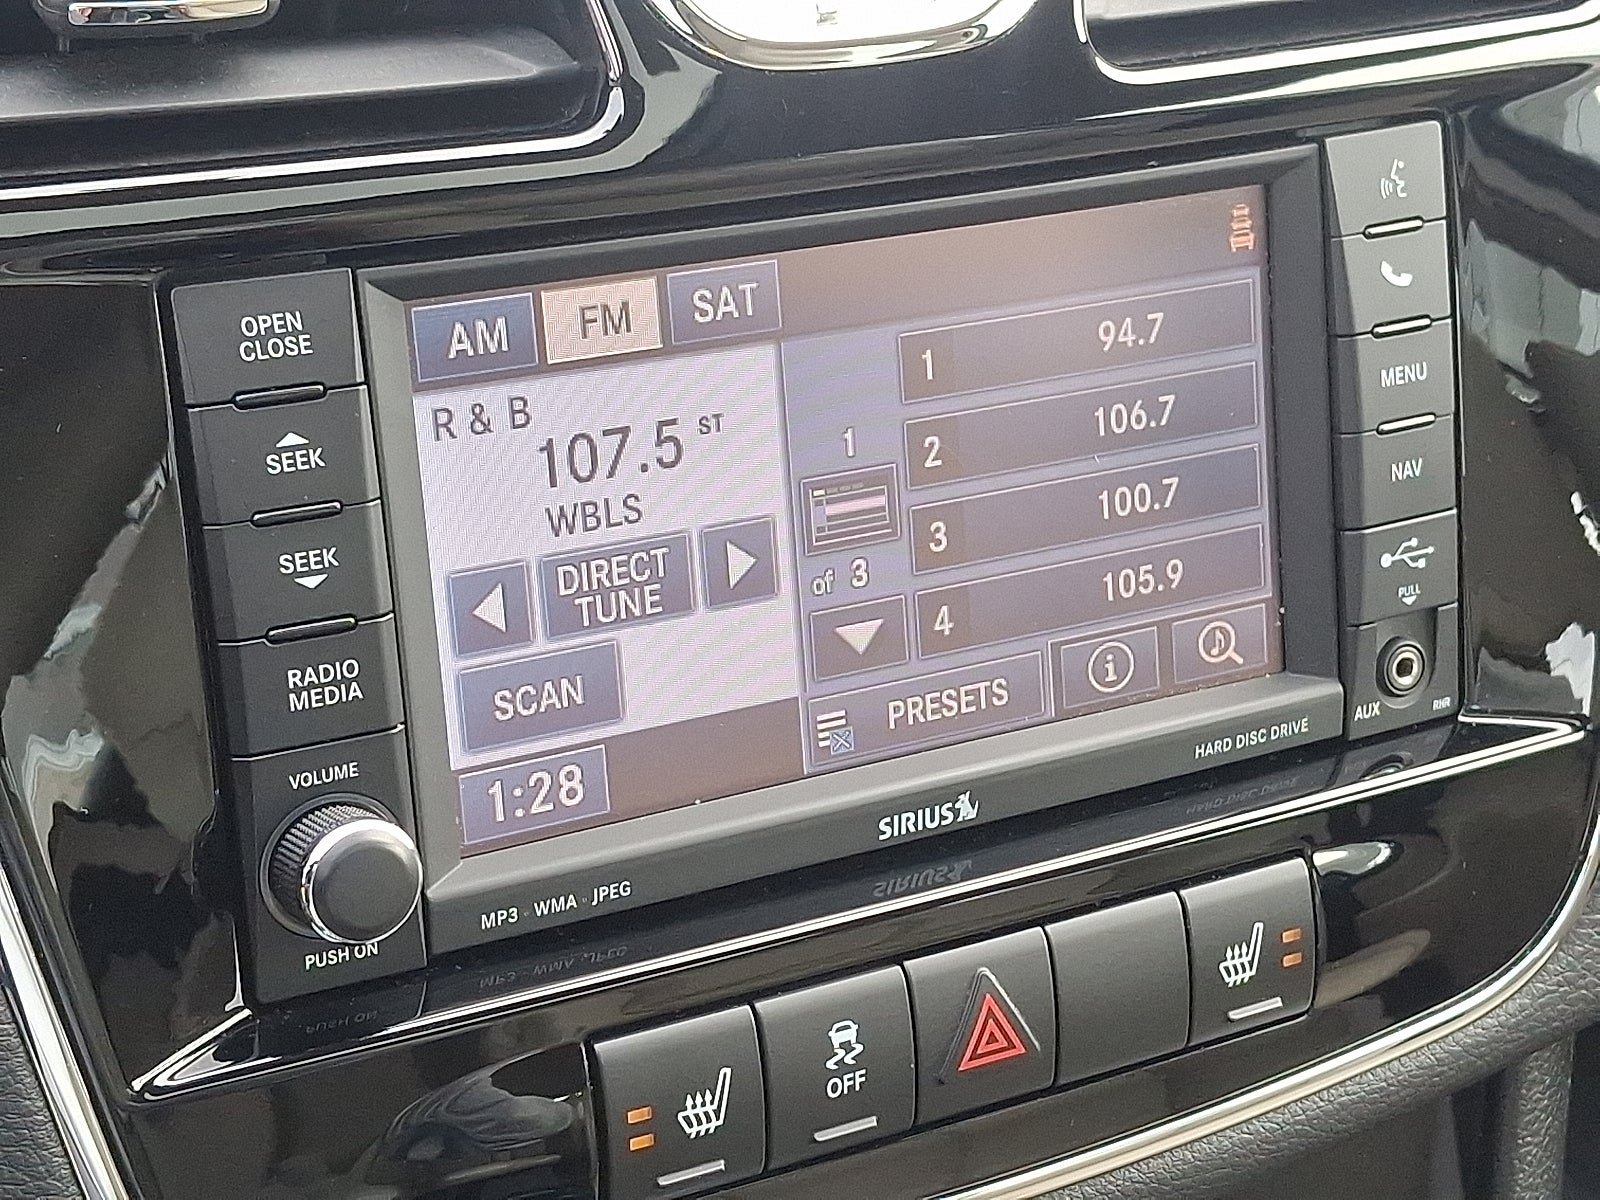 OPEN
CLOSE
SEEK
SEEK
RADIO
MEDIA
VOLUME
PUSH ON
AM FM SAT
R & B
107.5 ST
WBLS
DIRECT
TUNE
SCAN
1:28
1
of 3
1 94.7
2 106.7
3 100.7
4 105.9
PRESETS
i
MENU
NAV
PULL
AUX
MP3 · WMA · JPEG
SIRIUS
HARD DISC DRIVE
OFF